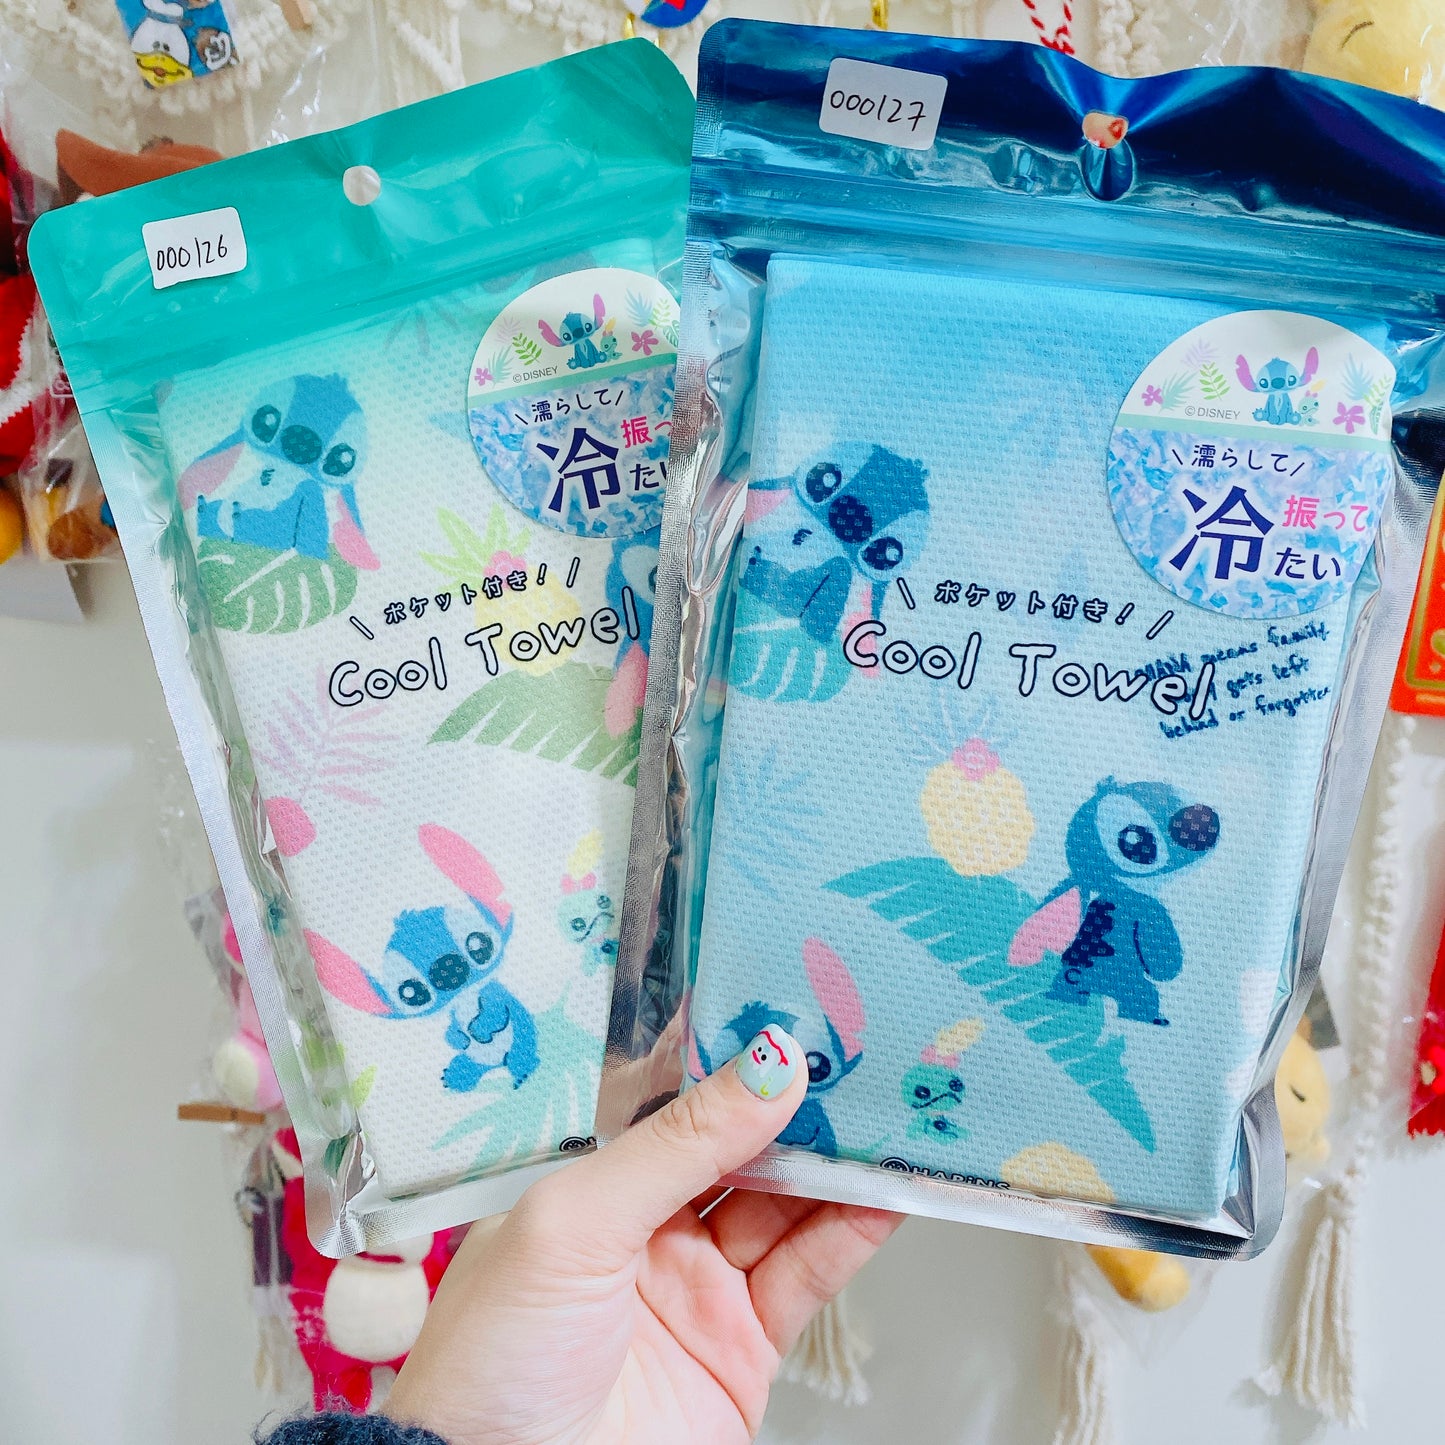 000126
©DISNEY
\濡らして/
振っ
冷たい
\ポケット付き! /
Cool Towel
000127
©DISNEY
\濡らして/
振って
冷たい
\ポケット付き! /
Cool Towel
means family
gets left
behind or forgotten
HAPiNS